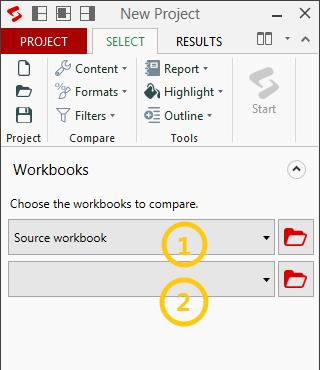 New Project
PROJECT SELECT RESULTS
Content Report
Formats Highlight Start
Filters Outline
Project Compare Tools
Workbooks
Choose the workbooks to compare.
Source workbook 1
2